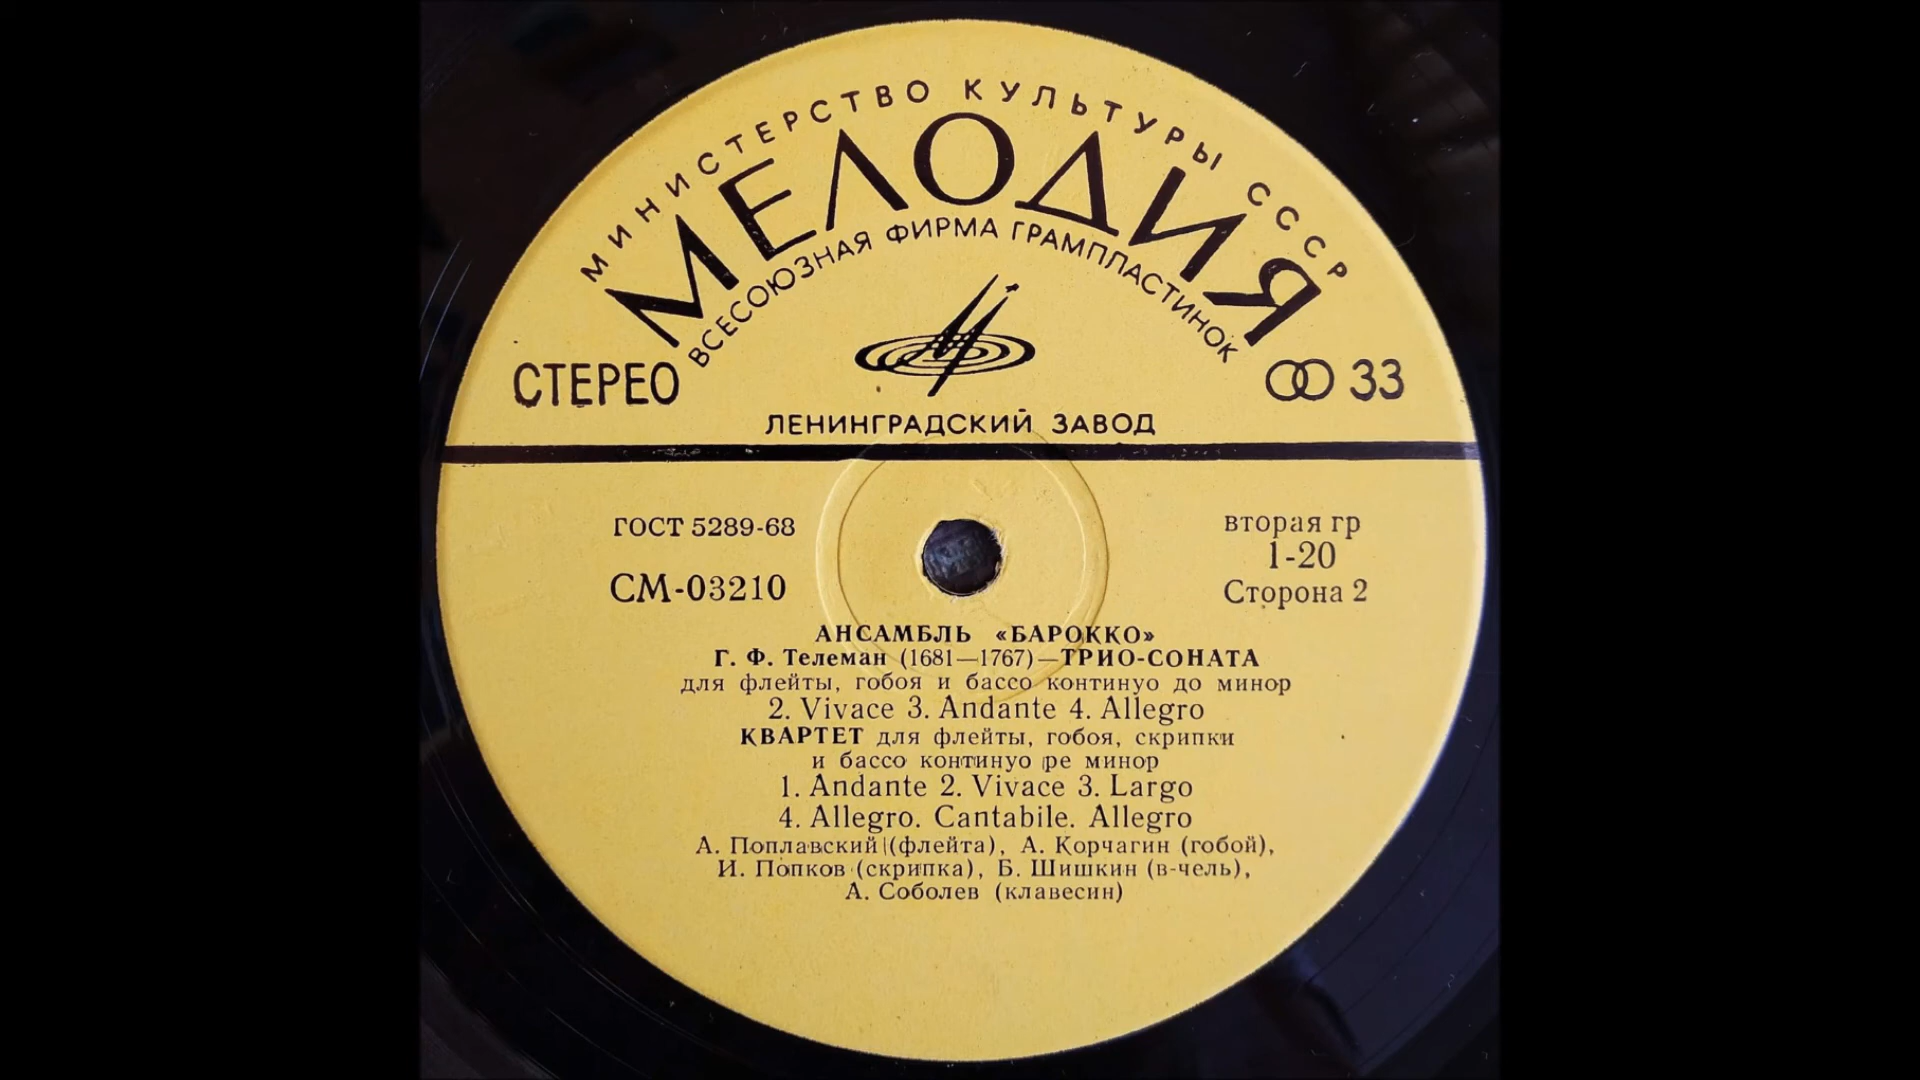 МИНИСТЕРСТВО КУЛЬТУРЫ СССР
МЕЛОДИЯ
ВСЕСОЮЗНАЯ ФИРМА ГРАМПЛАСТИНОК
СТЕРЕО
33
ЛЕНИНГРАДСКИЙ ЗАВОД
ГОСТ 5289-68
вторая гр
1-20
СМ-03210
Сторона 2
АНСАМБЛЬ «БАРОККО»
Г. Ф. Телеман (1681—1767)—ТРИО-СОНАТА
для флейты, гобоя и бассо континуо до минор
2. Vivace 3. Andante 4. Allegro
КВАРТЕТ для флейты, гобоя, скрипки
и бассо континуо ре минор
1. Andante 2. Vivace 3. Largo
4. Allegro. Cantabile. Allegro
А. Поплавский (флейта), А. Корчагин (гобой),
И. Попков (скрипка), Б. Шишкин (в-чель),
А. Соболев (клавесин)